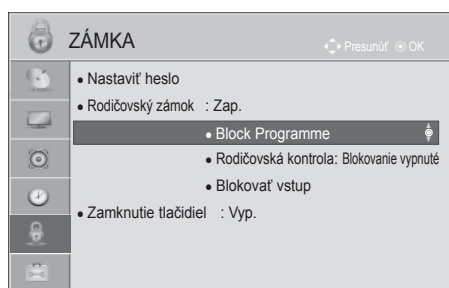 ZÁMKA
Presunúť OK
• Nastaviť heslo
• Rodičovský zámok : Zap.
• Block Programme
• Rodičovská kontrola: Blokovanie vypnuté
• Blokovať vstup
• Zamknutie tlačidiel : Vyp.